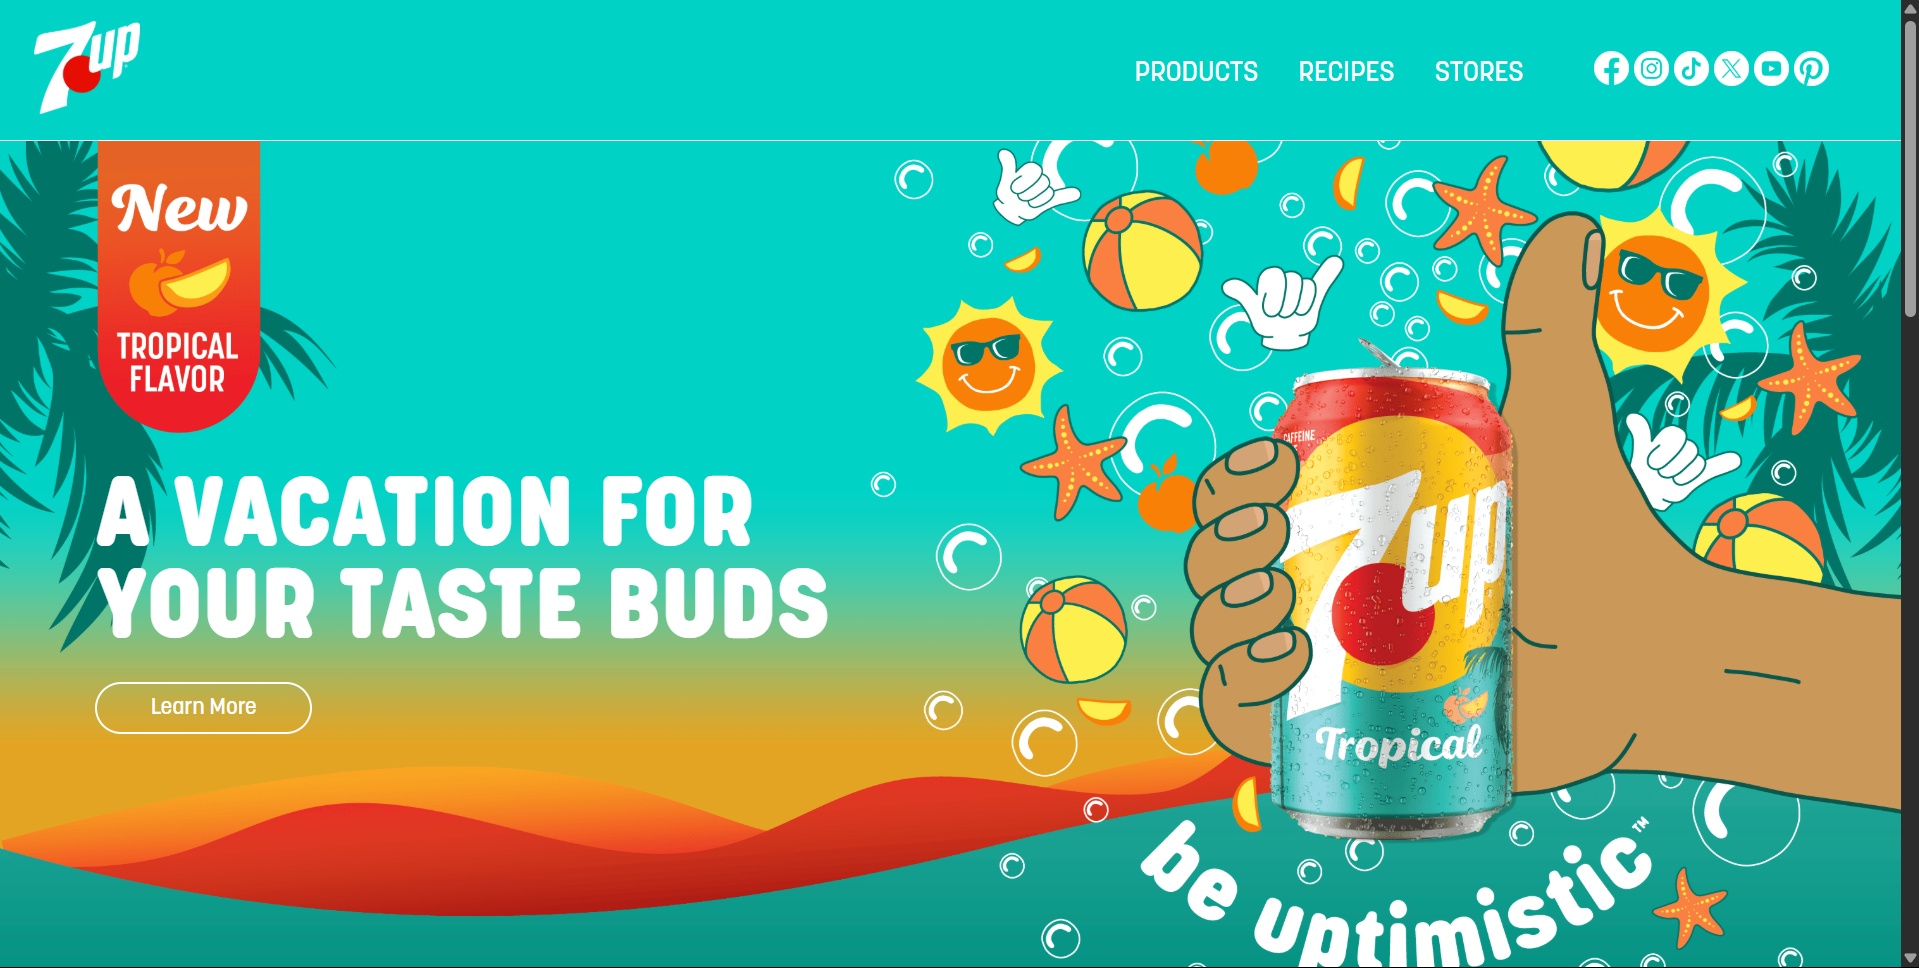 7up
PRODUCTS
RECIPES
STORES
New
TROPICAL
FLAVOR
A VACATION FOR
YOUR TASTE BUDS
Learn More
CAFFEINE
7up
Tropical
be uptimistic™